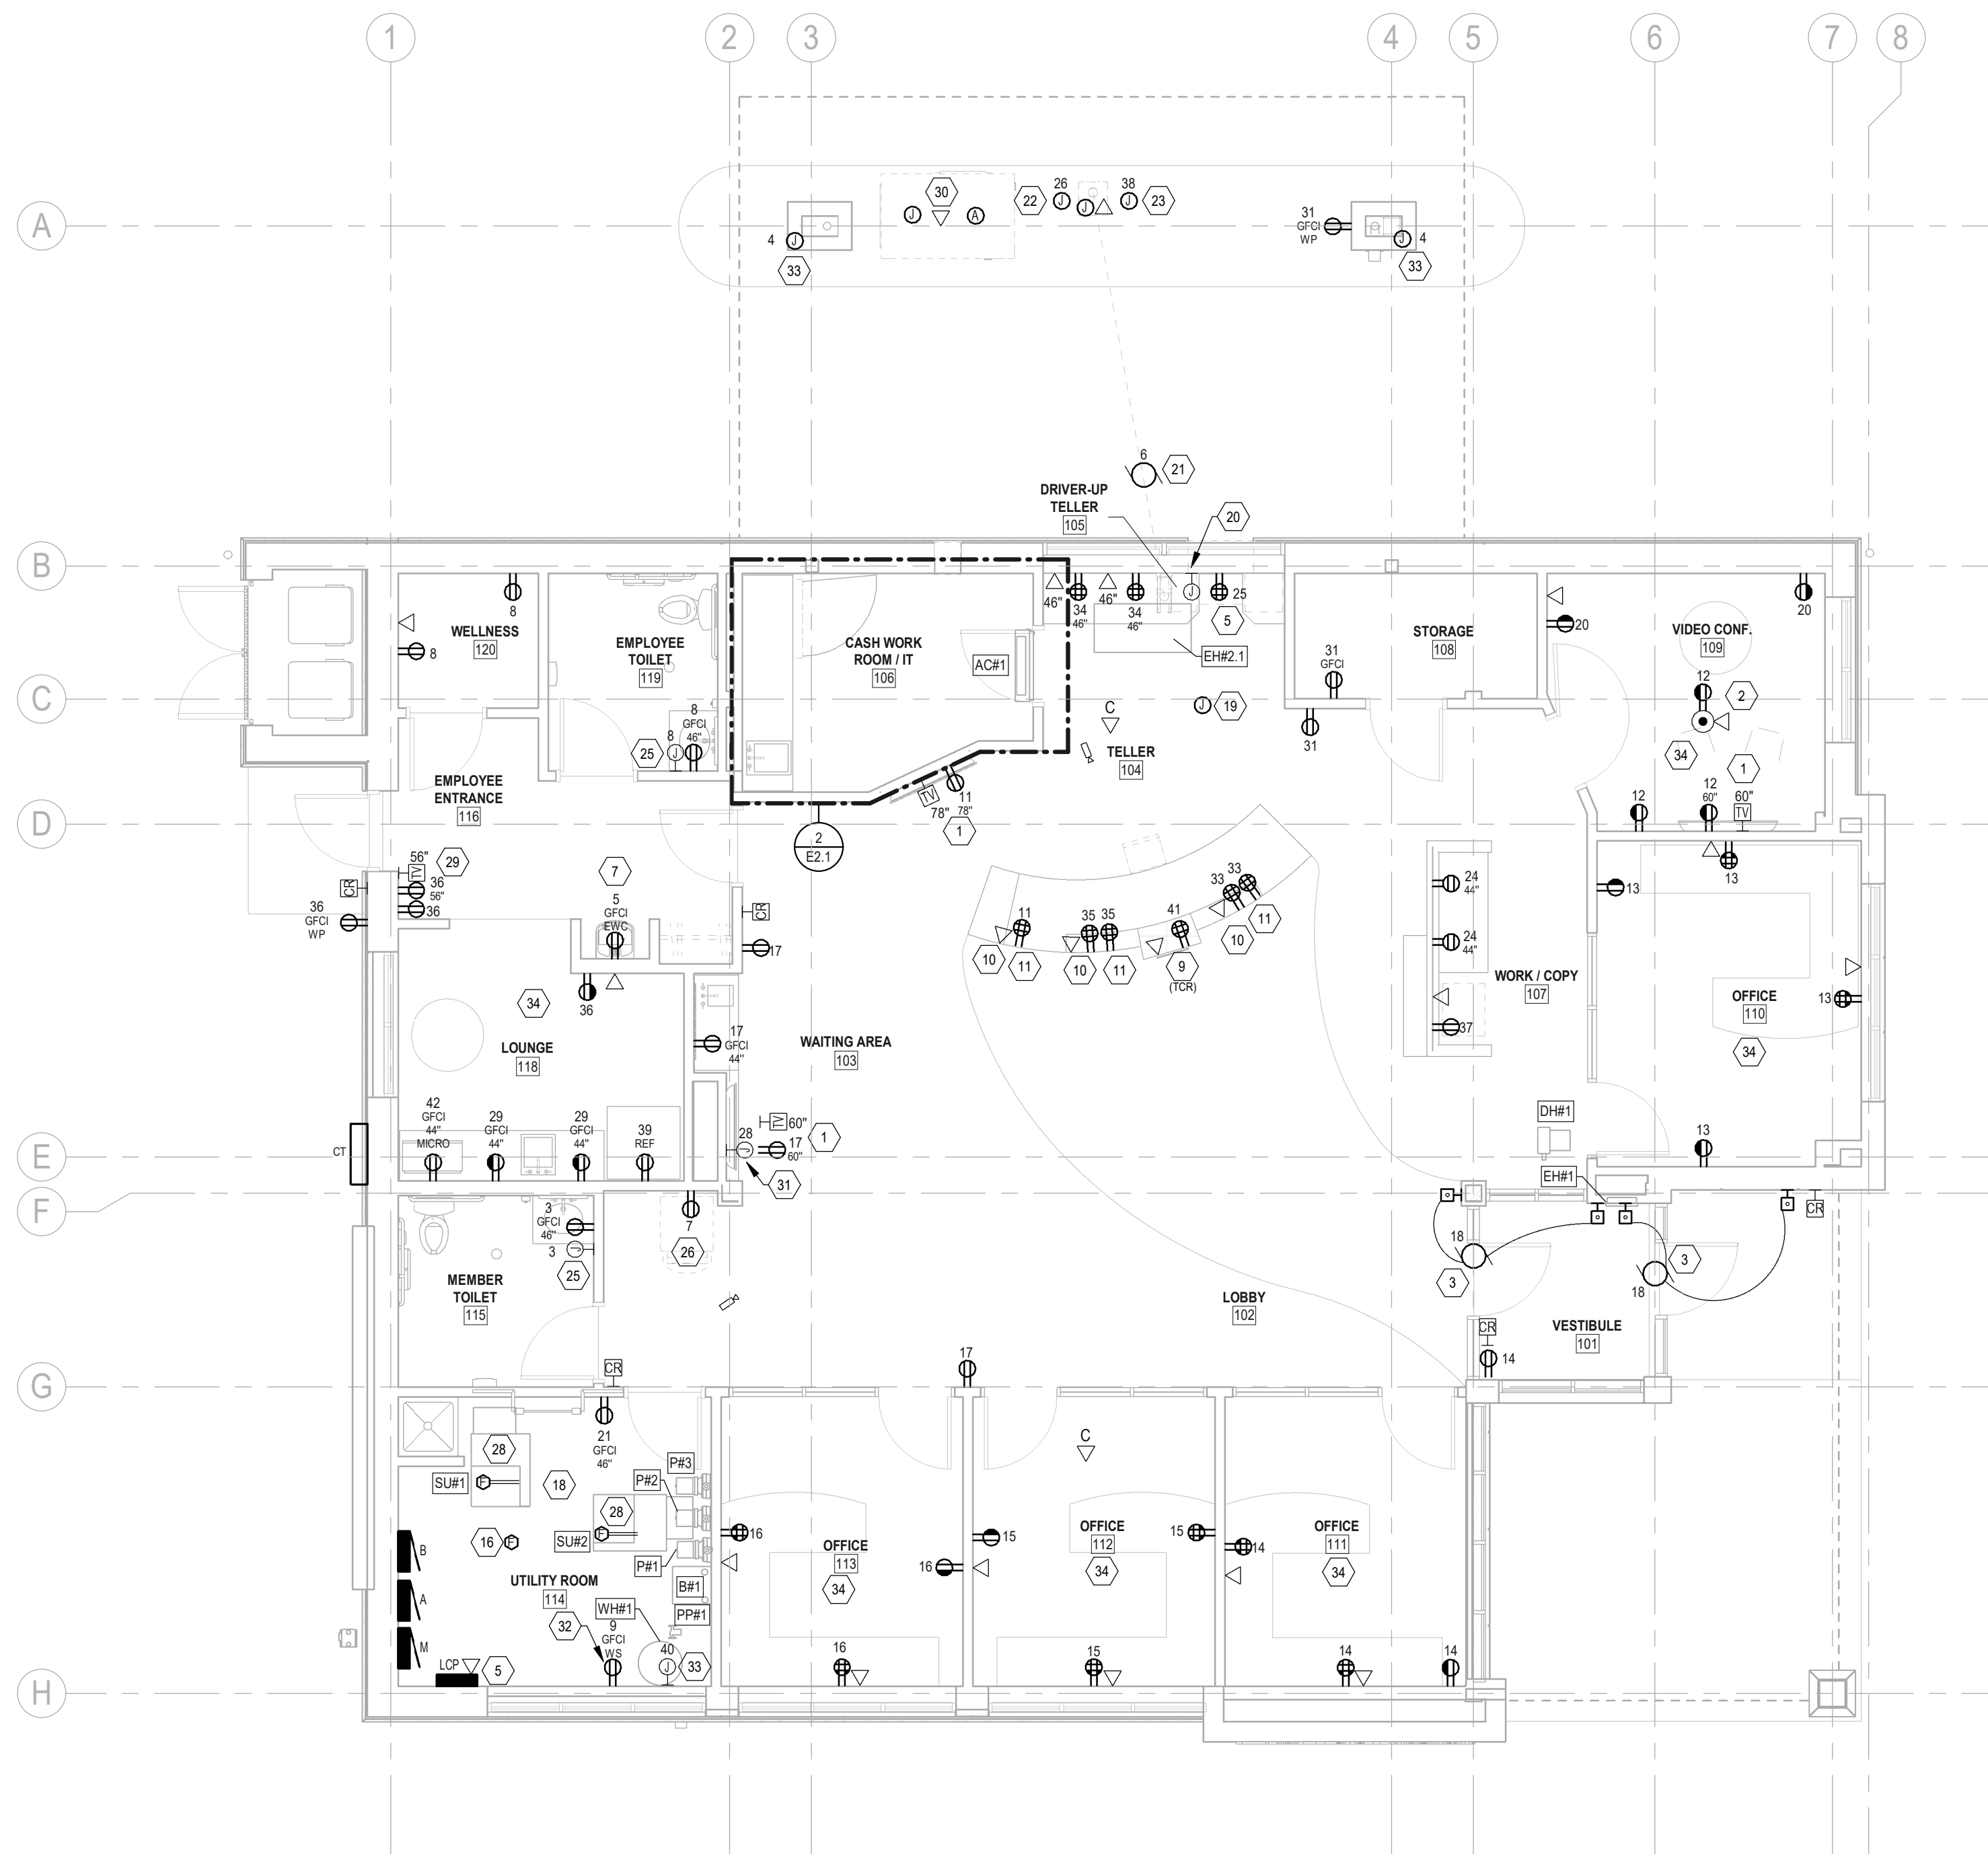 1 2 3 4 5 6 7 8
A
30
22
26
J
38
23
J
A
J
J
J
31
GFCI
WP
4
J
33
J
4
33
6
21
DRIVER-UP
TELLER
105
20
B
8
8
WELLNESS
120
EMPLOYEE
TOILET
119
CASH WORK
ROOM / IT
106
AC#1
46"
34
46"
46"
34
46"
J
25
5
EH#2.1
31
GFCI
STORAGE
108
20
VIDEO CONF.
109
20
C
8
GFCI
46"
8
J
25
C
J
19
TELLER
104
31
12
2
34
1
EMPLOYEE
ENTRANCE
116
TV
78"
11
78"
1
12
12
60"
60"
TV
D
2
E2.1
56"
TV
29
CR
36
56"
36
36
GFCI
WP
7
5
GFCI
EWC
CR
17
33
33
11
35
35
41
10
11
10
11
9
(TCR)
10
11
24
44"
24
44"
37
13
13
WORK / COPY
107
OFFICE
110
13
34
34
36
LOUNGE
118
17
GFCI
44"
WAITING AREA
103
42
GFCI
44"
MICRO
29
GFCI
44"
29
GFCI
44"
39
REF
TV
60"
28
J
17
60"
1
31
DH#1
13
EH#1
E
CT
F
3
GFCI
46"
3
J
25
7
26
MEMBER
TOILET
115
LOBBY
102
18
3
18
3
CR
VESTIBULE
101
CR
14
G
CR
17
21
GFCI
46"
28
SU#1
F
18
P#3
P#2
28
F
SU#2
P#1
16
F
B
A
M
UTILITY ROOM
114
B#1
PP#1
WH#1
32
9
GFCI
WS
40
J
33
LCP
5
16
OFFICE
113
34
16
16
C
15
OFFICE
112
34
15
15
14
OFFICE
111
34
14
14
H